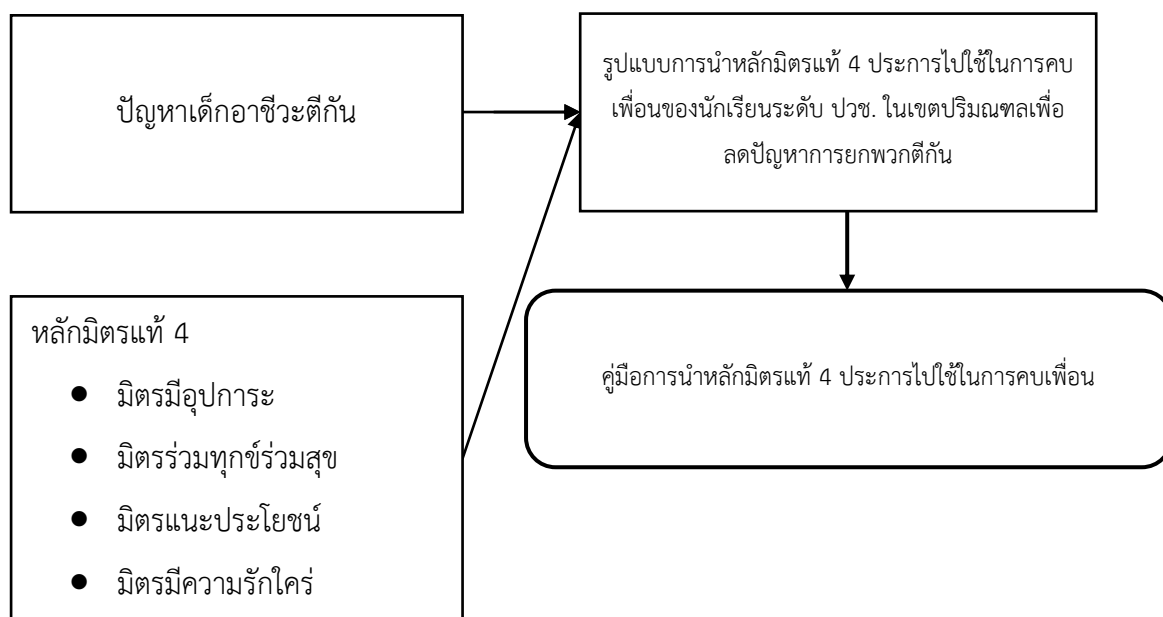 ปัญหาเด็กอาชีวะตีกัน
รูปแบบการนำหลักมิตรแท้ 4 ประการไปใช้ในการคบ
เพื่อนของนักเรียนระดับ ปวช. ในเขตปริมณฑลเพื่อ
ลดปัญหาการยกพวกตีกัน
หลักมิตรแท้ 4
● มิตรมีอุปการะ
● มิตรร่วมทุกข์ร่วมสุข
● มิตรแนะประโยชน์
● มิตรมีความรักใคร่
คู่มือการนำหลักมิตรแท้ 4 ประการไปใช้ในการคบเพื่อน